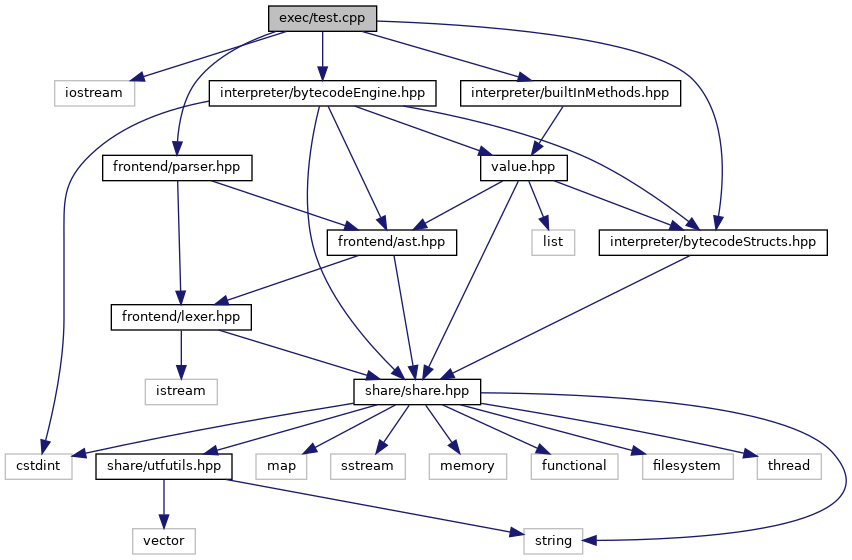 exec/test.cpp
iostream
interpreter/bytecodeEngine.hpp
interpreter/builtInMethods.hpp
frontend/parser.hpp
value.hpp
frontend/ast.hpp
list
interpreter/bytecodeStructs.hpp
frontend/lexer.hpp
istream
share/share.hpp
cstdint
share/utfutils.hpp
map
sstream
memory
functional
filesystem
thread
vector
string